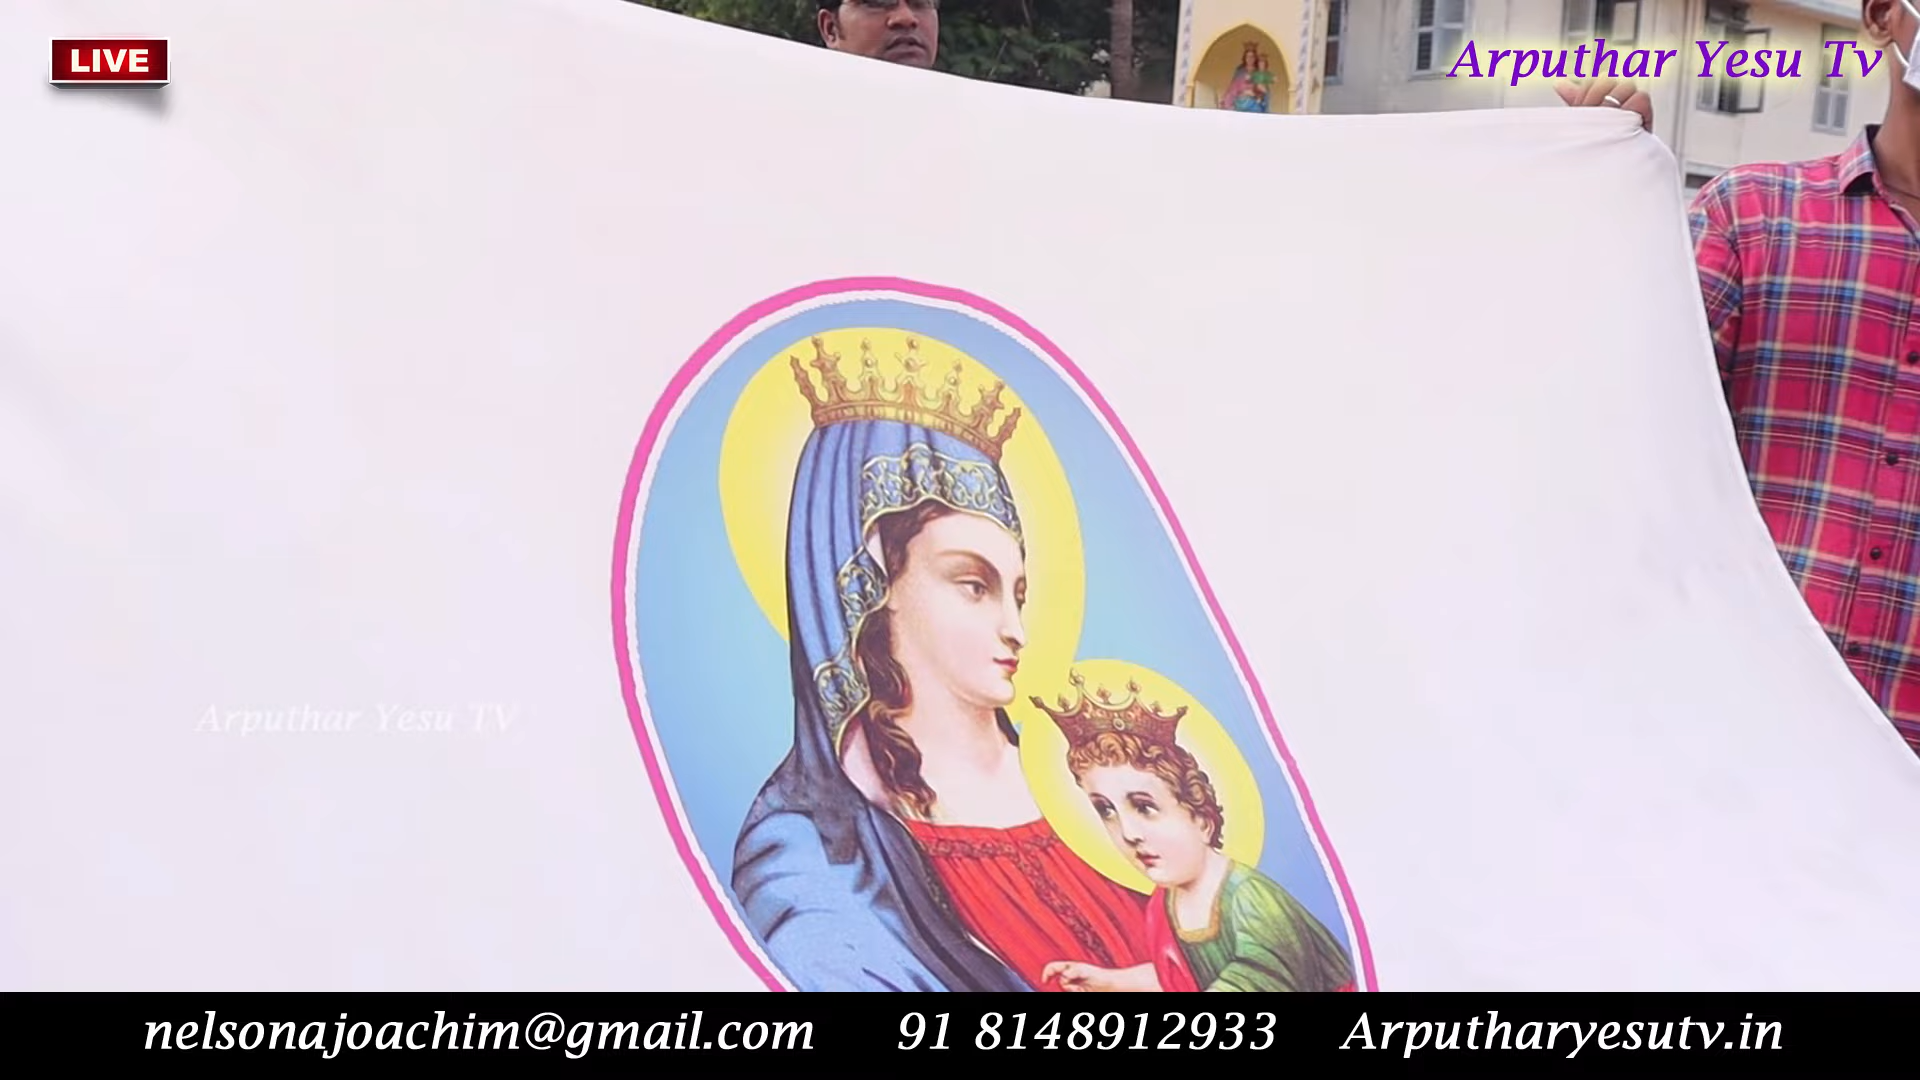 LIVE
Arputhar Yesu Tv
Arputhar Yesu TV
nelsonajoachim@gmail.com 91 8148912933 Arputharyesutv.in